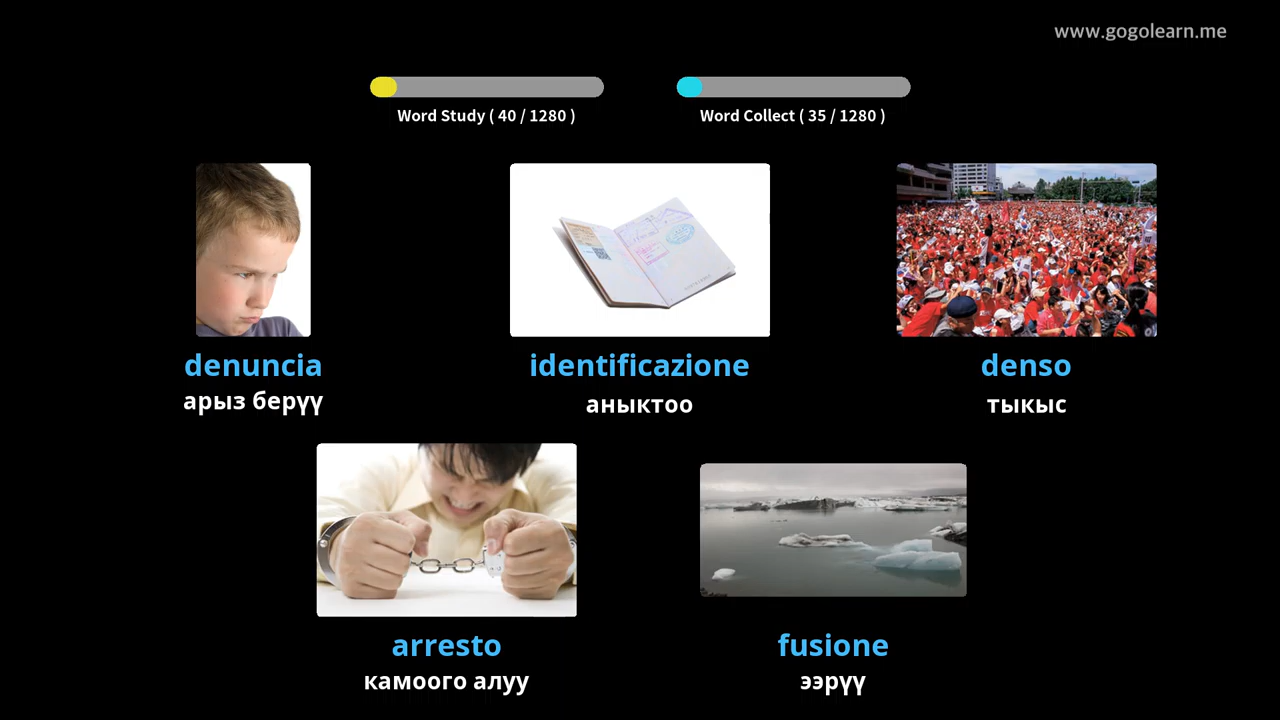 www.gogolearn.me
Word Study ( 40 / 1280 )
Word Collect ( 35 / 1280 )
denuncia
арыз берүү
identificazione
аныктоо
denso
тыкыс
arresto
камоого алуу
fusione
ээрүү